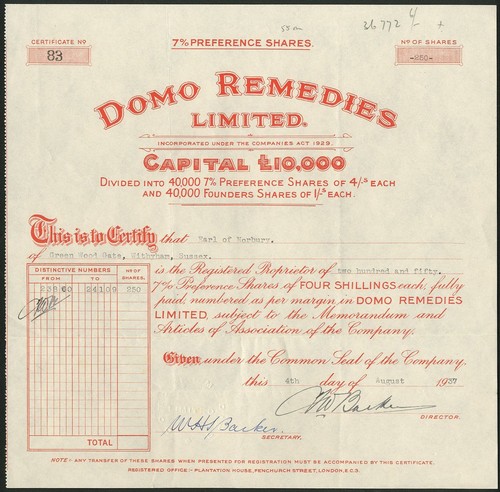 26772 4/-
CERTIFICATE Nº
7% PREFERENCE SHARES.
Nº OF SHARES
83
-250-
DOMO REMEDIES
LIMITED.
INCORPORATED UNDER THE COMPANIES ACT 1929.
CAPITAL £10,000
DIVIDED INTO 40,000 7% PREFERENCE SHARES OF 4/-s EACH
AND 40,000 FOUNDERS SHARES OF 1/-s EACH.
This is to Certify that Earl of Norbury,
of Green Wood Gate, Withyham, Sussex.
DISTINCTIVE NUMBERS
Nº OF SHARES.
FROM TO
23860 24109 250
TOTAL
is the Registered Proprietor of two hundred and fifty,
7% Preference Shares of FOUR SHILLINGS each, fully
paid, numbered as per margin in DOMO REMEDIES
LIMITED, subject to the Memorandum and
Articles of Association of the Company.
Given under the Common Seal of the Company,
this 4th day of August 1937
DIRECTOR.
W H S Barker.
SECRETARY.
NOTE:- ANY TRANSFER OF THESE SHARES WHEN PRESENTED FOR REGISTRATION MUST BE ACCOMPANIED BY THIS CERTIFICATE.
REGISTERED OFFICE:- PLANTATION HOUSE, FENCHURCH STREET, LONDON, E.C.3.